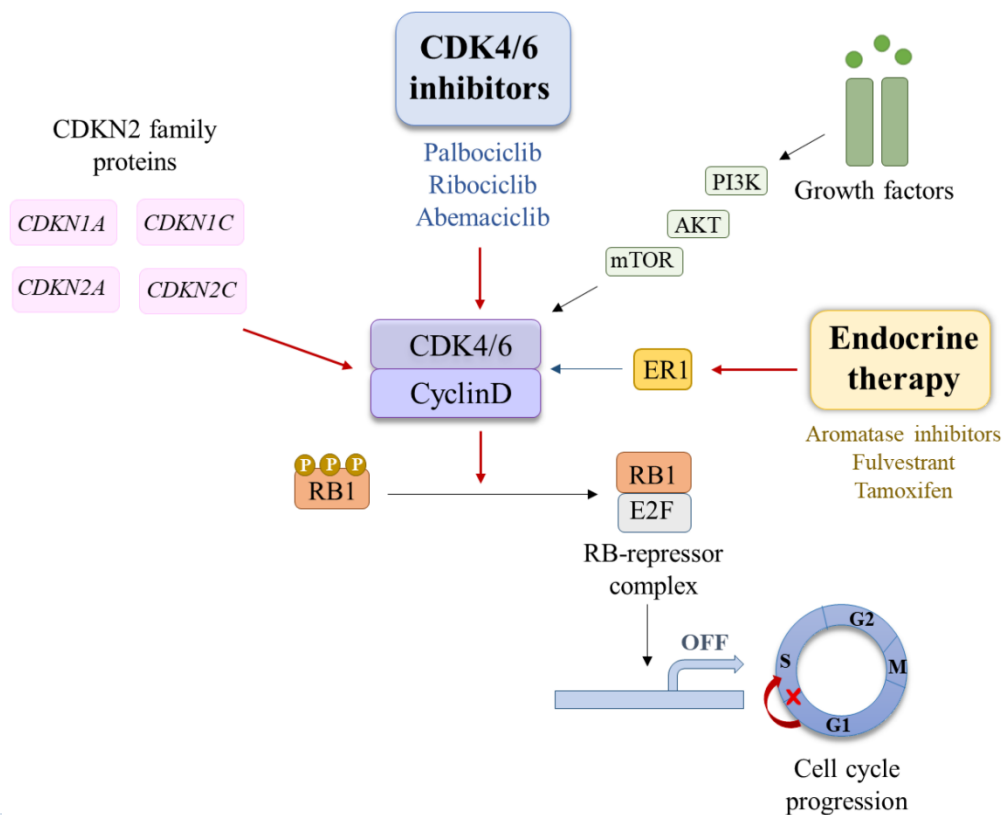 CDK4/6
inhibitors
Palbociclib
Ribociclib
Abemaciclib
CDKN2 family
proteins
CDKN1A
CDKN1C
CDKN2A
CDKN2C
Growth factors
PI3K
AKT
mTOR
CDK4/6
CyclinD
ER1
Endocrine
therapy
Aromatase inhibitors
Fulvestrant
Tamoxifen
P P P
RB1
RB1
E2F
RB-repressor
complex
OFF
G2
S
M
G1
Cell cycle
progression